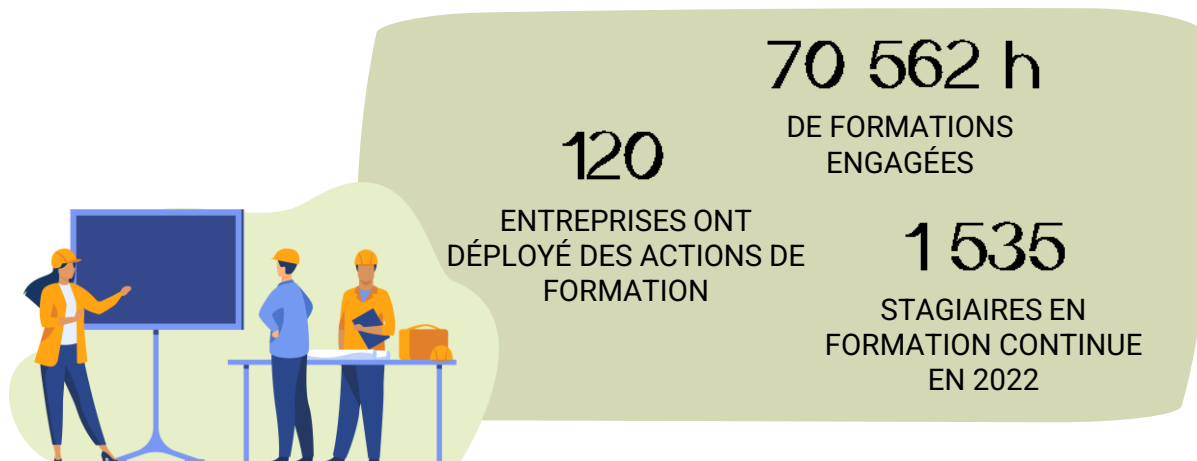 70 562 h
DE FORMATIONS
ENGAGÉES
120
ENTREPRISES ONT
DÉPLOYÉ DES ACTIONS DE
FORMATION
1 535
STAGIAIRES EN
FORMATION CONTINUE
EN 2022